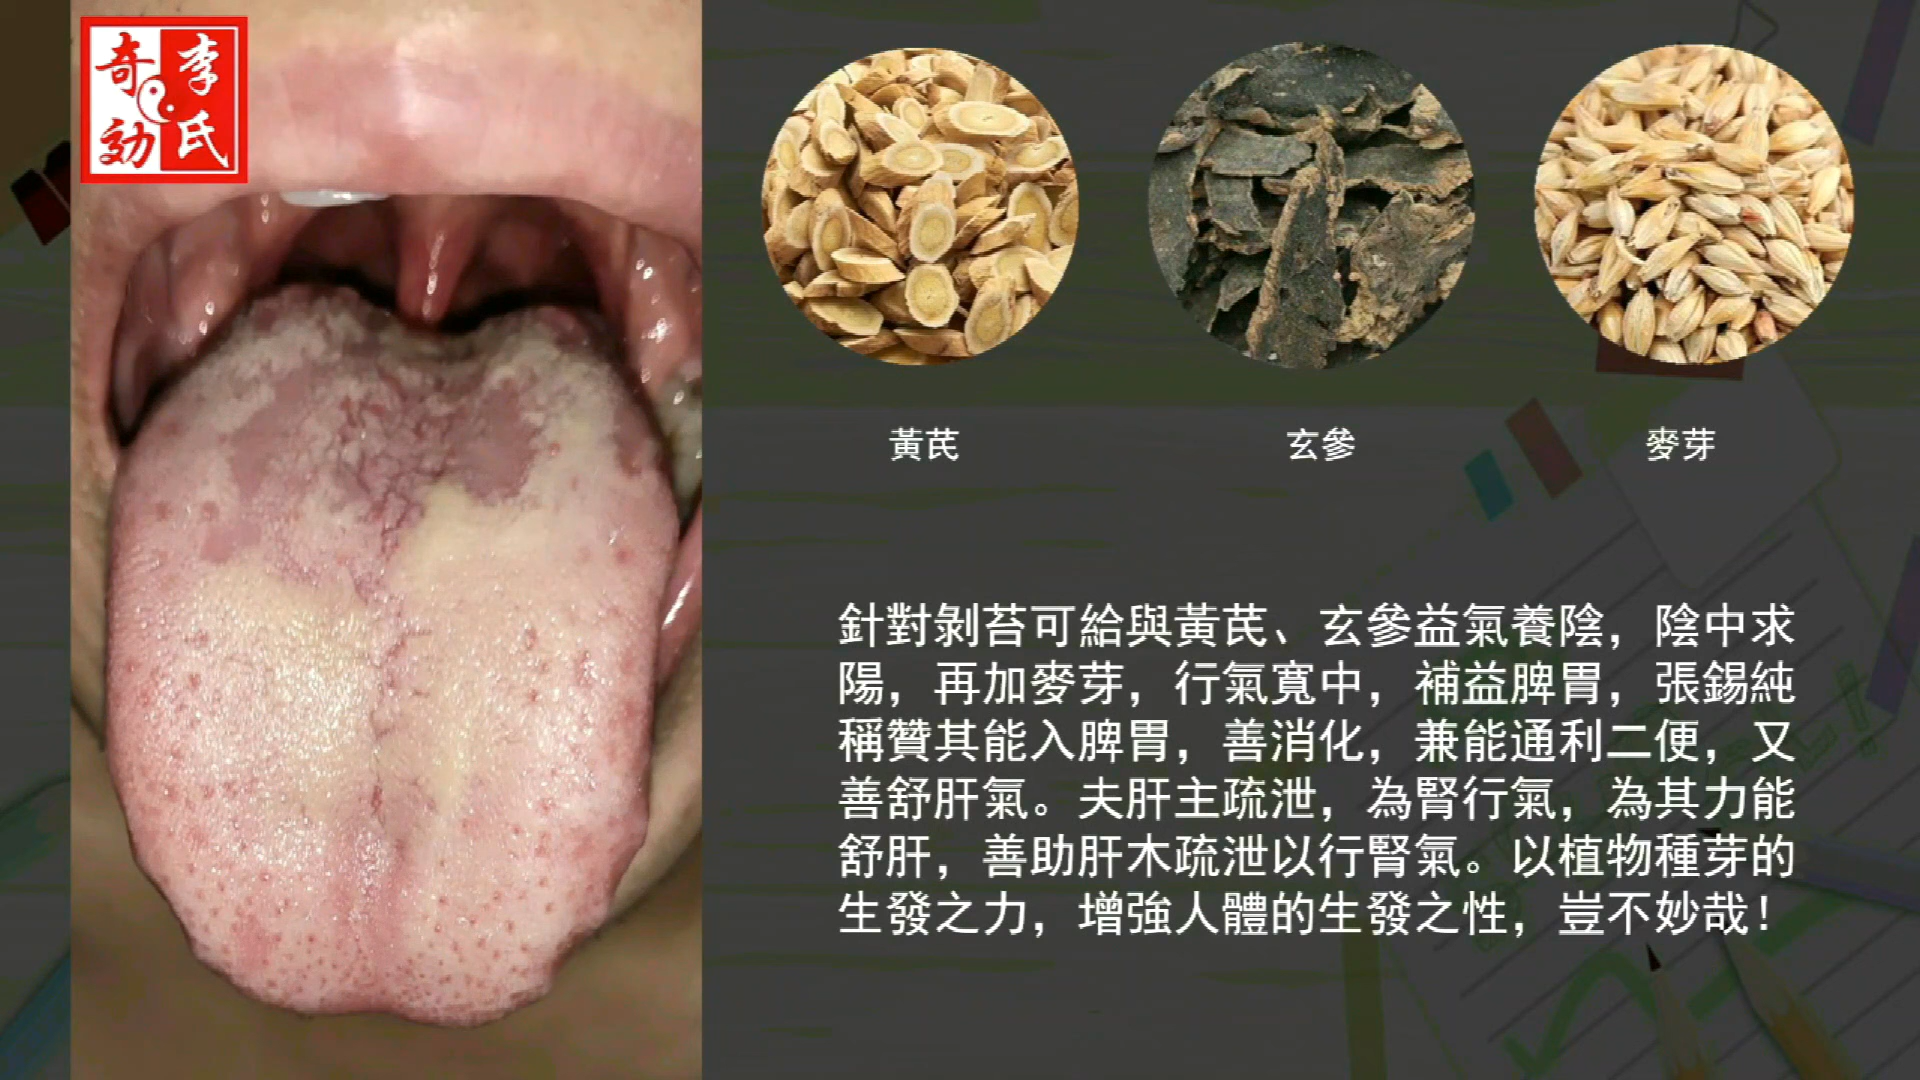 李氏
奇効
黃芪
玄參
麥芽
針對剝苔可給與黃芪、玄參益氣養陰，陰中求
陽，再加麥芽，行氣寬中，補益脾胃，張錫純
稱贊其能入脾胃，善消化，兼能通利二便，又
善舒肝氣。夫肝主疏泄，為腎行氣，為其力能
舒肝，善助肝木疏泄以行腎氣。以植物種芽的
生發之力，增強人體的生發之性，豈不妙哉！